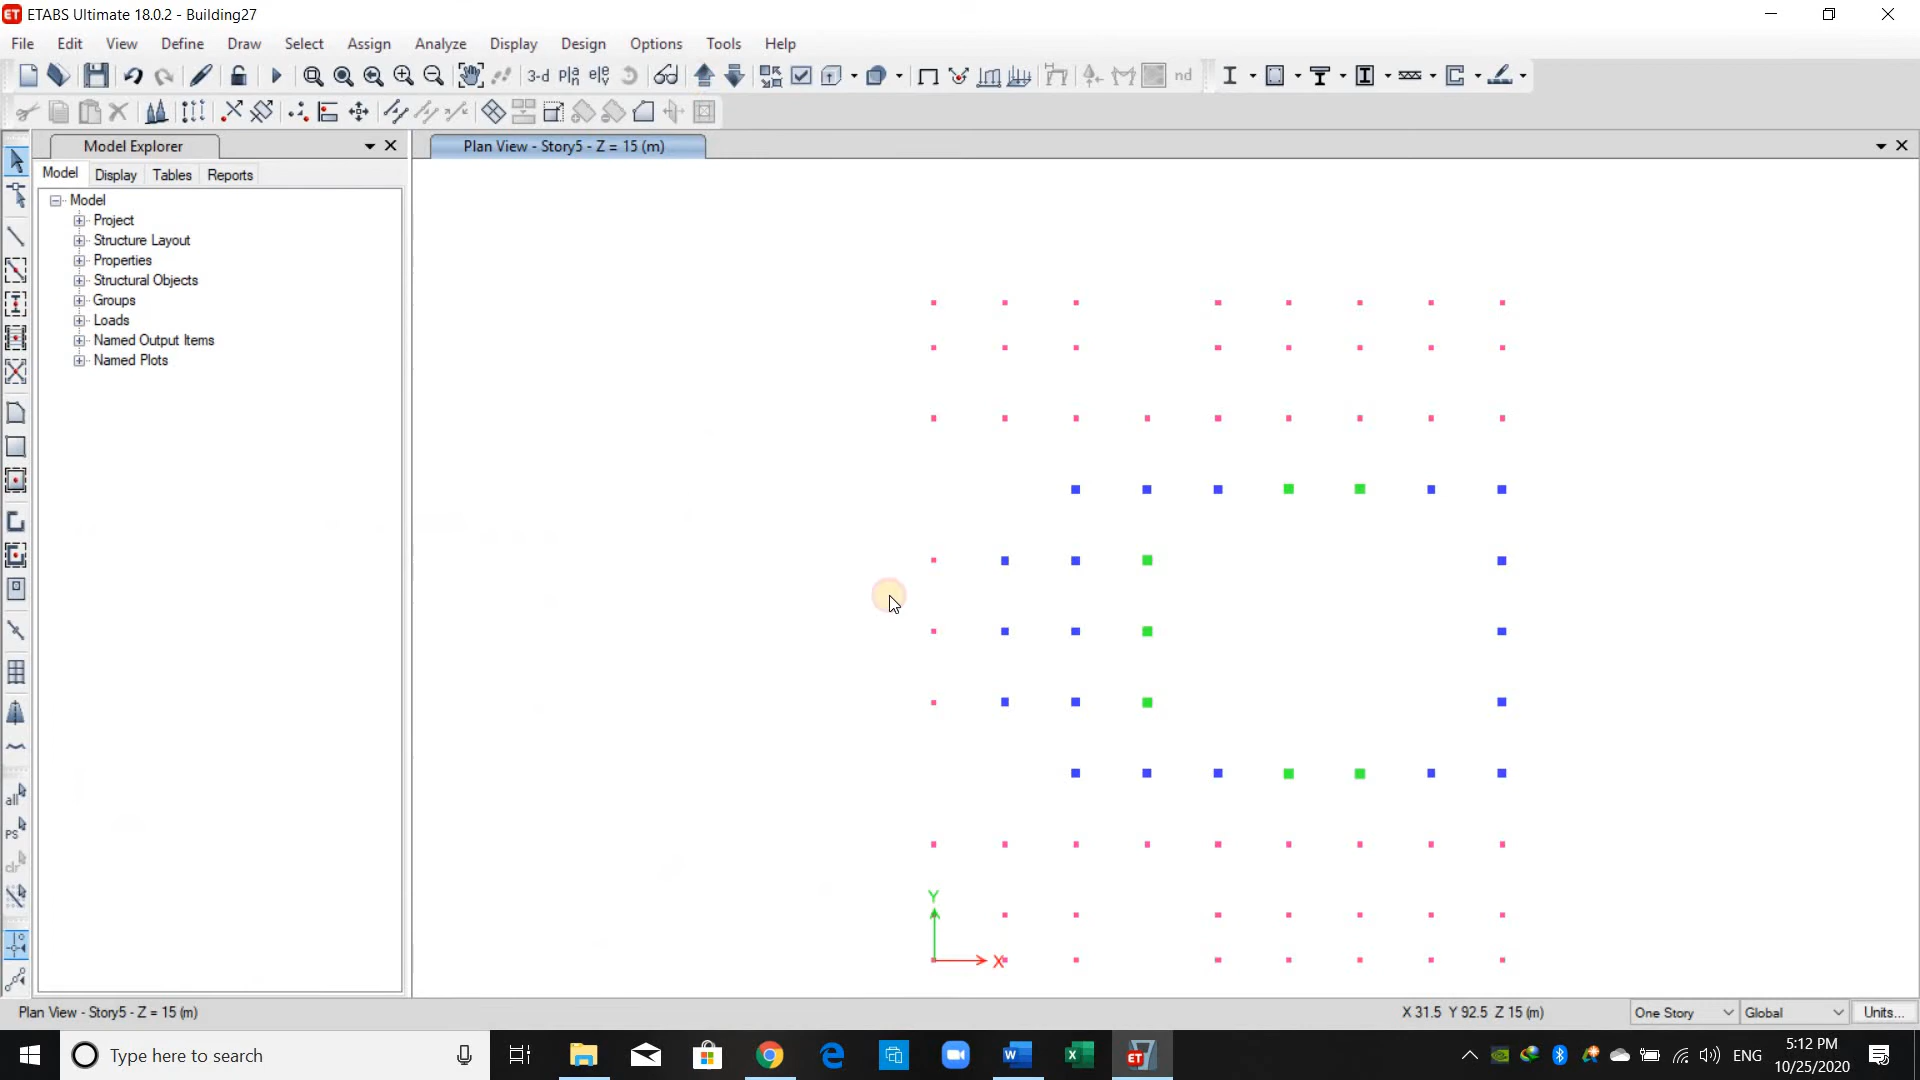 ETABS Ultimate 18.0.2 - Building27
File Edit View Define Draw Select Assign Analyze Display Design Options Tools Help
3-d pla ele nd
Model Explorer
Plan View - Story5 - Z = 15 (m)
Model Display Tables Reports
Model
Project
Structure Layout
Properties
Structural Objects
Groups
Loads
Named Output Items
Named Plots
all
PS
clr
Y
X
Plan View - Story5 - Z = 15 (m)
X 31.5 Y 92.5 Z 15 (m)
One Story
Global
Units...
Type here to search
ENG
5:12 PM
10/25/2020